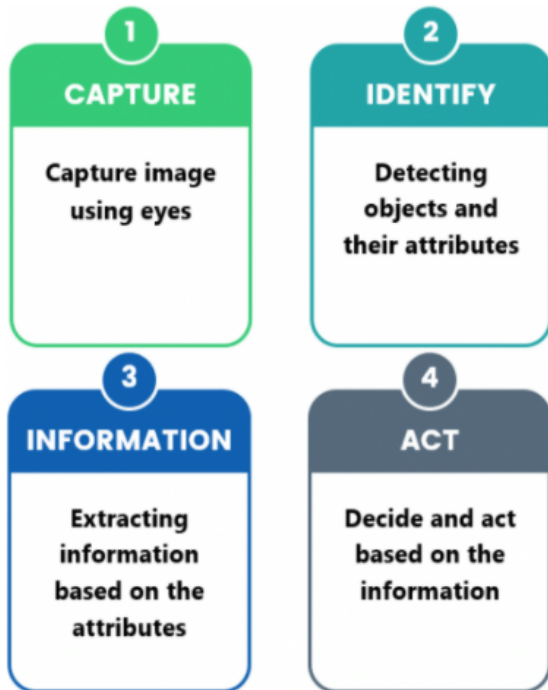 1
CAPTURE
Capture image
using eyes
2
IDENTIFY
Detecting
objects and
their attributes
3
INFORMATION
Extracting
information
based on the
attributes
4
ACT
Decide and act
based on the
information